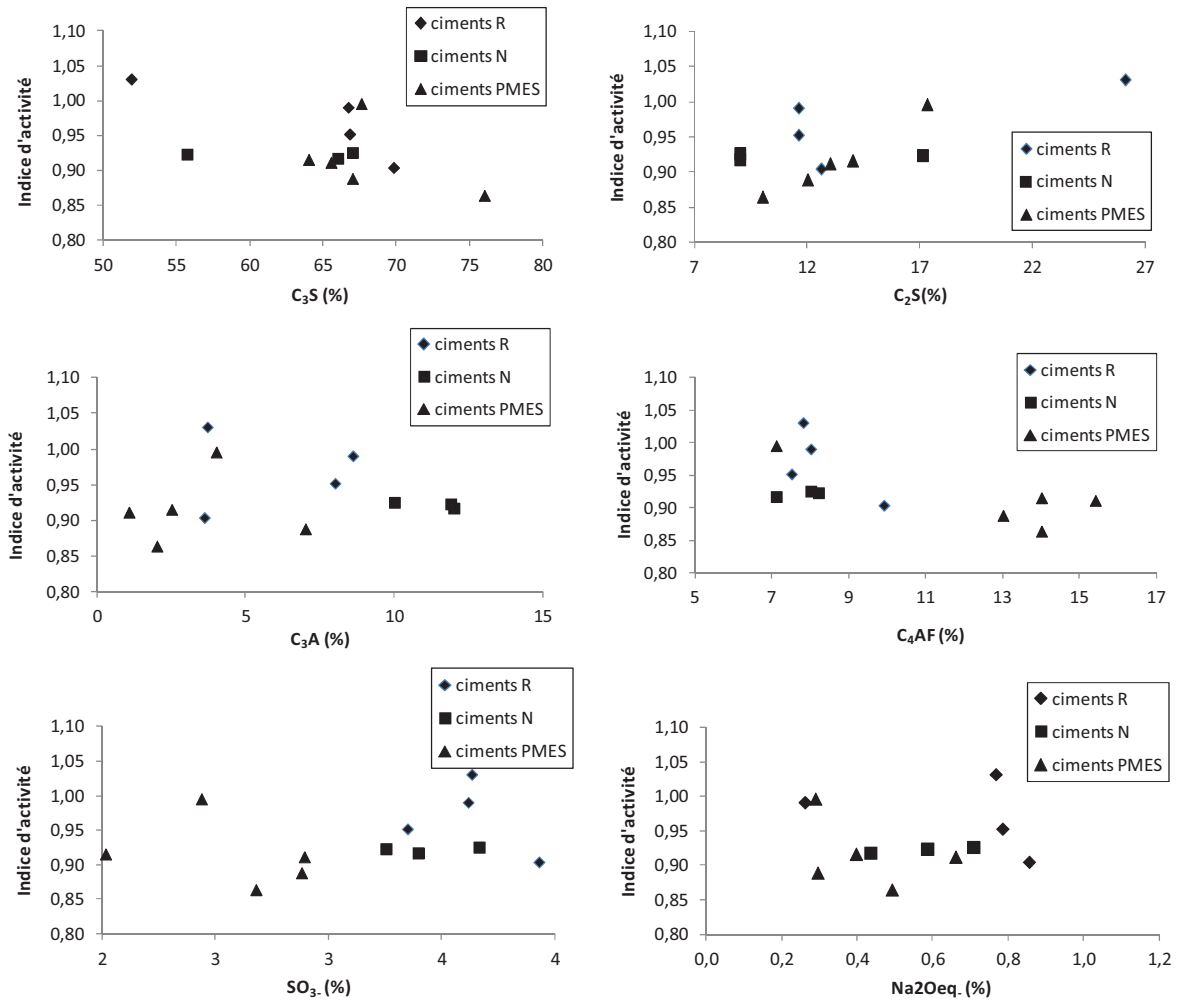 ciments R
ciments N
ciments PMES
Indice d'activité
1,10
1,05
1,00
0,95
0,90
0,85
0,80
50 55 60 65 70 75 80
C₃S (%)
ciments R
ciments N
ciments PMES
Indice d'activité
1,10
1,05
1,00
0,95
0,90
0,85
0,80
7 12 17 22 27
C₂S(%)
ciments R
ciments N
ciments PMES
Indice d'activité
1,10
1,05
1,00
0,95
0,90
0,85
0,80
0 5 10 15
C₃A (%)
ciments R
ciments N
ciments PMES
Indice d'activité
1,10
1,05
1,00
0,95
0,90
0,85
0,80
5 7 9 11 13 15 17
C₄AF (%)
ciments R
ciments N
ciments PMES
Indice d'activité
1,10
1,05
1,00
0,95
0,90
0,85
0,80
2 3 3 4 4
SO₃- (%)
ciments R
ciments N
ciments PMES
Indice d'activité
1,10
1,05
1,00
0,95
0,90
0,85
0,80
0,0 0,2 0,4 0,6 0,8 1,0 1,2
Na2Oeq- (%)